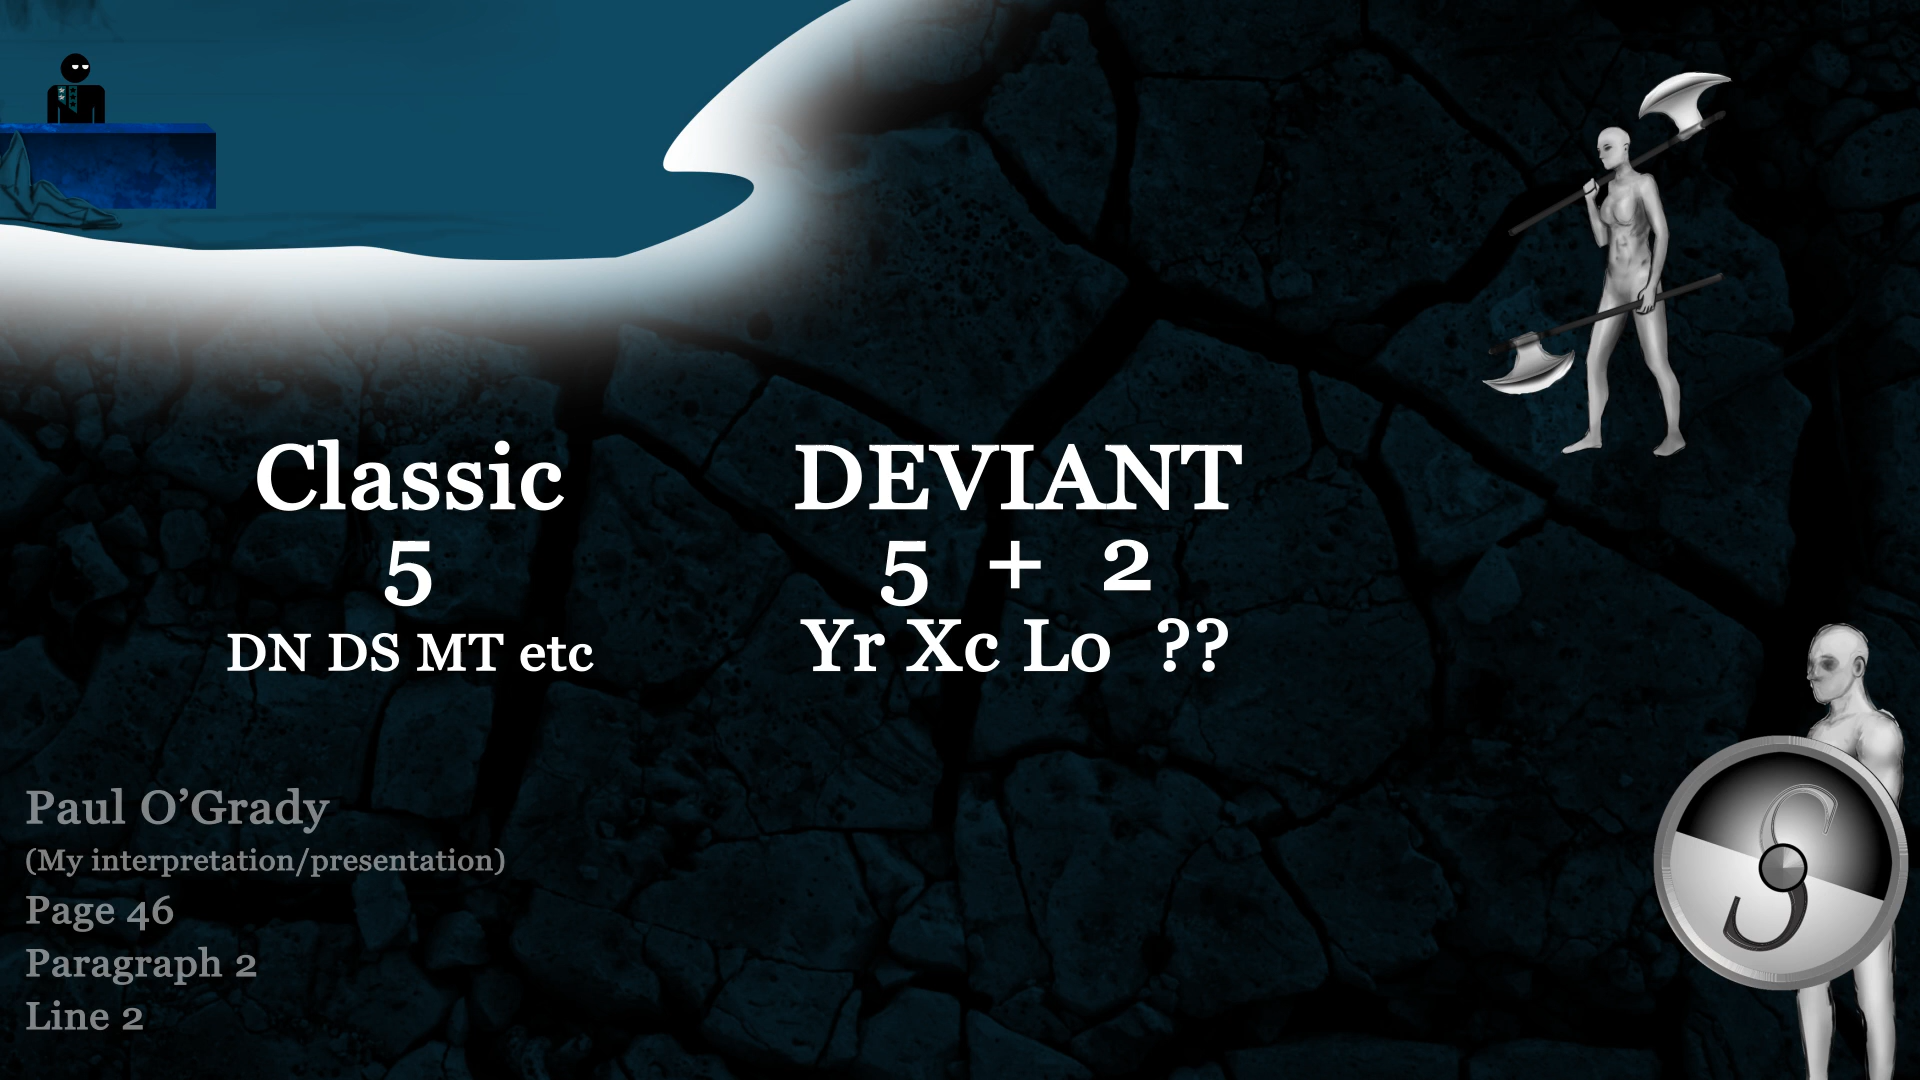 Classic
5
DN DS MT etc
DEVIANT
5 + 2
Yr Xc Lo ??
Paul O’Grady
(My interpretation/presentation)
Page 46
Paragraph 2
Line 2
S